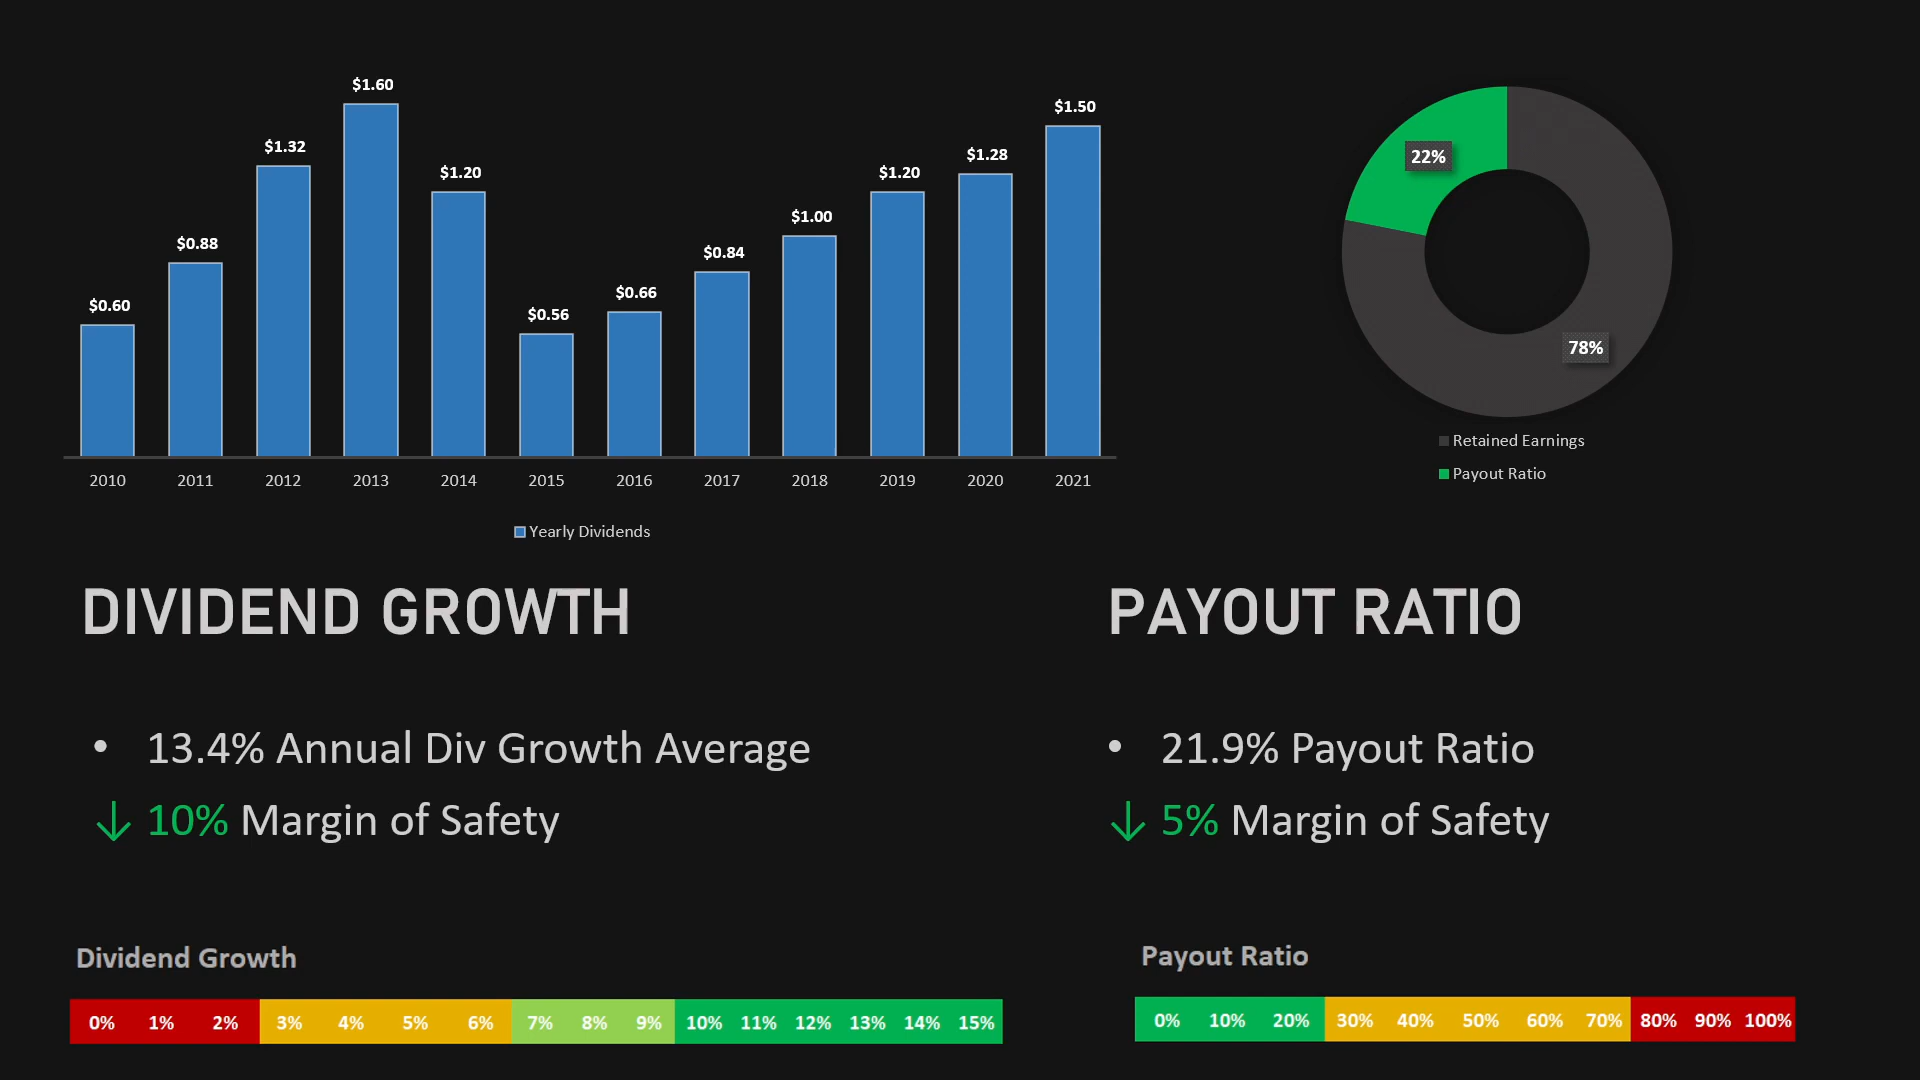 $0.60
$0.88
$1.32
$1.60
$1.20
$0.56
$0.66
$0.84
$1.00
$1.20
$1.28
$1.50
2010 2011 2012 2013 2014 2015 2016 2017 2018 2019 2020 2021
Yearly Dividends
22%
78%
Retained Earnings
Payout Ratio
DIVIDEND GROWTH
• 13.4% Annual Div Growth Average
↓ 10% Margin of Safety
Dividend Growth
0% 1% 2% 3% 4% 5% 6% 7% 8% 9% 10% 11% 12% 13% 14% 15%
PAYOUT RATIO
• 21.9% Payout Ratio
↓ 5% Margin of Safety
Payout Ratio
0% 10% 20% 30% 40% 50% 60% 70% 80% 90% 100%